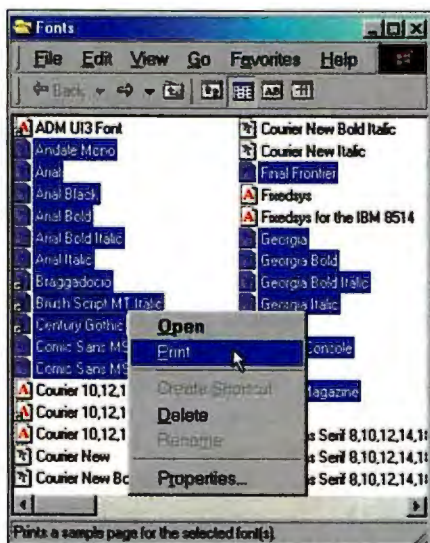 Fonts
File Edit View Go Favorites Help
Back
ADM UI3 Font
Andale Mono
Arial
Arial Black
Arial Bold
Arial Bold Italic
Arial Italic
Braggadocio
Brush Script MT Italic
Century Gothic
Comic Sans MS
Comic Sans MS
Courier 10,12,1
Courier 10,12,1
Courier 10,12,1
Courier New
Courier New Bo
Courier New Bold Italic
Courier New Italic
Final Frontier
Fixedsys
Fixedsys for the IBM 8514
Georgia
Georgia Bold
Georgia Bold Italic
Georgia Italic
Console
Magazine
s Serif 8,10,12,14,18
s Serif 8,10,12,14,18
s Serif 8,10,12,14,18
Open
Print
Create Shortcut
Delete
Rename
Properties...
Prints a sample page for the selected font(s).